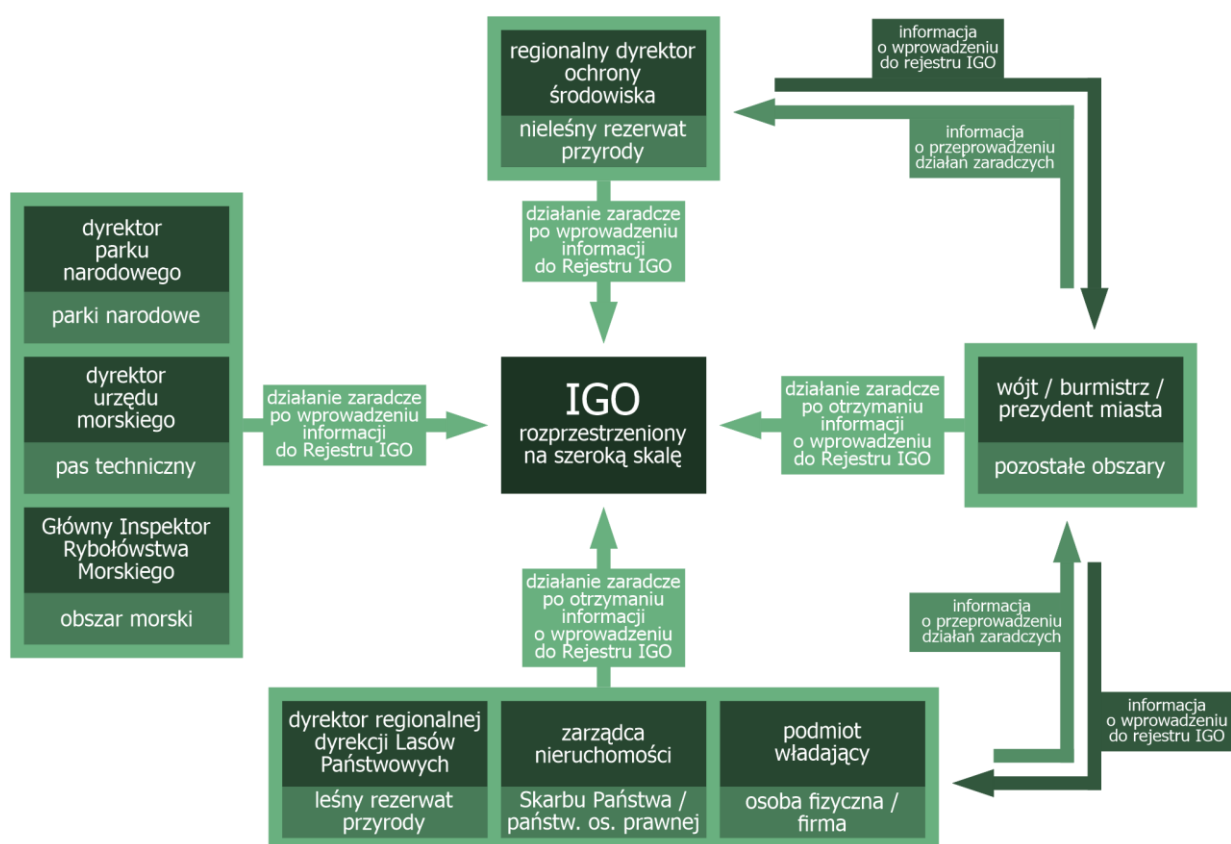 regionalny dyrektor
ochrony
środowiska
nieleśny rezerwat
przyrody
informacja
o wprowadzeniu
do rejestru IGO
informacja
o przeprowadzeniu
działań zaradczych
działanie zaradcze
po wprowadzeniu
informacji
do Rejestru IGO
dyrektor
parku
narodowego
parki narodowe
dyrektor
urzędu
morskiego
pas techniczny
Główny Inspektor
Rybołówstwa
Morskiego
obszar morski
działanie zaradcze
po wprowadzeniu
informacji
do Rejestru IGO
IGO
rozprzestrzeniony
na szeroką skalę
działanie zaradcze
po otrzymaniu
informacji
o wprowadzeniu
do Rejestru IGO
wójt / burmistrz /
prezydent miasta
pozostałe obszary
działanie zaradcze
po otrzymaniu
informacji
o wprowadzeniu
do Rejestru IGO
informacja
o przeprowadzeniu
działań zaradczych
informacja
o wprowadzeniu
do rejestru IGO
dyrektor regionalnej
dyrekcji Lasów
Państwowych
leśny rezerwat
przyrody
zarządca
nieruchomości
Skarbu Państwa /
państw. os. prawnej
podmiot
władający
osoba fizyczna /
firma